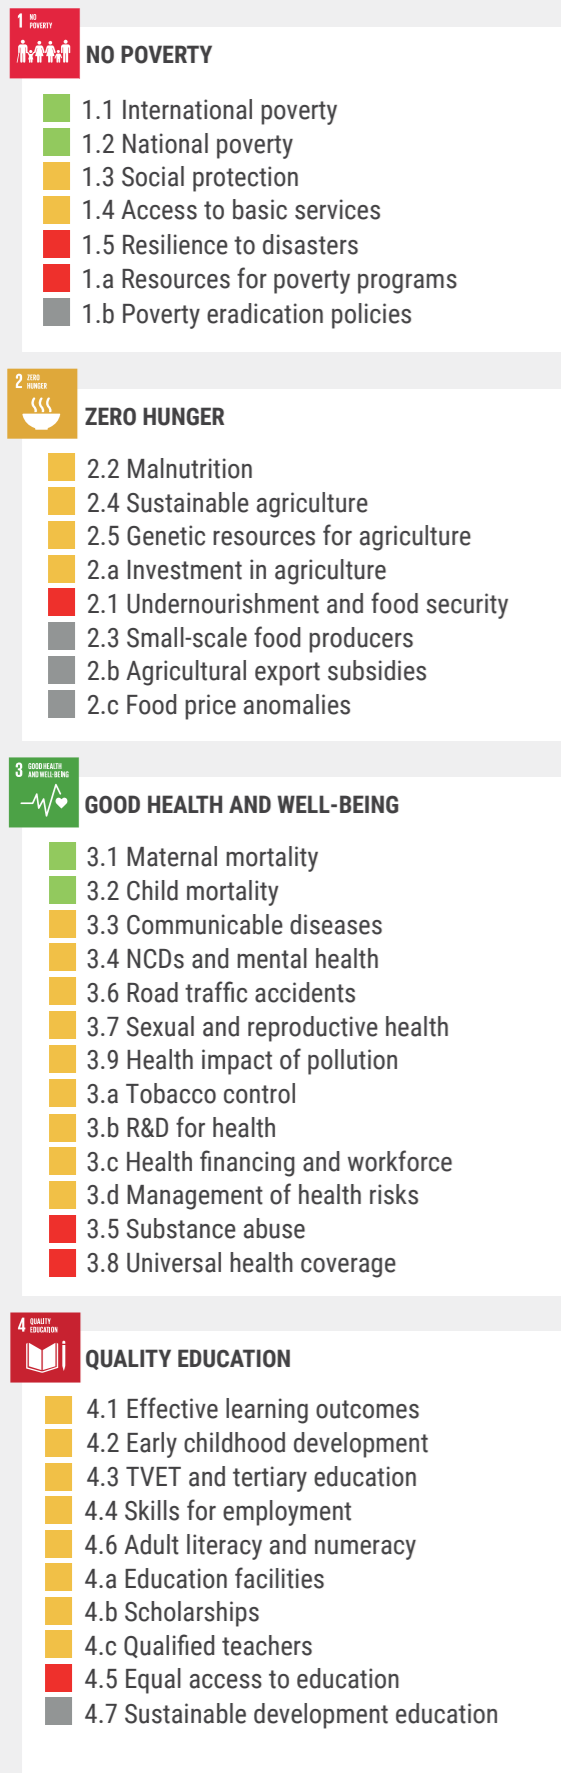 1 NO
POVERTY
NO POVERTY
1.1 International poverty
1.2 National poverty
1.3 Social protection
1.4 Access to basic services
1.5 Resilience to disasters
1.a Resources for poverty programs
1.b Poverty eradication policies
2 ZERO
HUNGER
ZERO HUNGER
2.2 Malnutrition
2.4 Sustainable agriculture
2.5 Genetic resources for agriculture
2.a Investment in agriculture
2.1 Undernourishment and food security
2.3 Small-scale food producers
2.b Agricultural export subsidies
2.c Food price anomalies
3 GOOD HEALTH
AND WELL-BEING
GOOD HEALTH AND WELL-BEING
3.1 Maternal mortality
3.2 Child mortality
3.3 Communicable diseases
3.4 NCDs and mental health
3.6 Road traffic accidents
3.7 Sexual and reproductive health
3.9 Health impact of pollution
3.a Tobacco control
3.b R&D for health
3.c Health financing and workforce
3.d Management of health risks
3.5 Substance abuse
3.8 Universal health coverage
4 QUALITY
EDUCATION
QUALITY EDUCATION
4.1 Effective learning outcomes
4.2 Early childhood development
4.3 TVET and tertiary education
4.4 Skills for employment
4.6 Adult literacy and numeracy
4.a Education facilities
4.b Scholarships
4.c Qualified teachers
4.5 Equal access to education
4.7 Sustainable development education